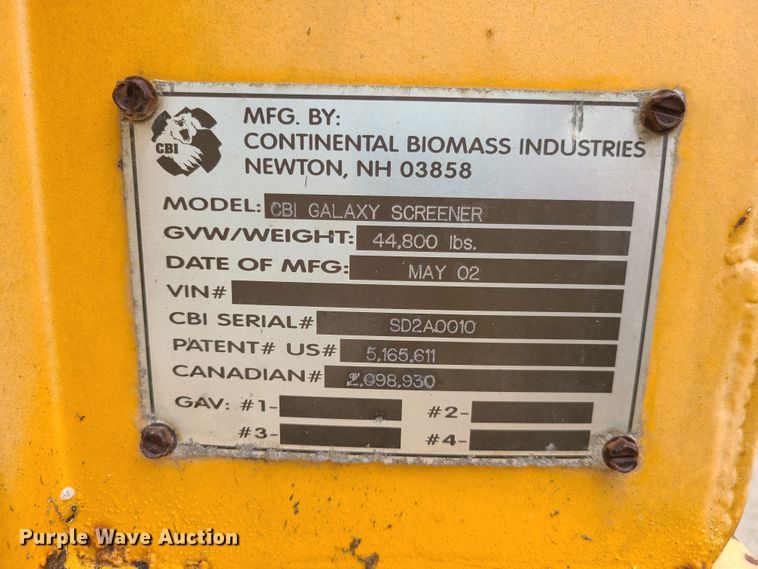 MFG. BY:
CONTINENTAL BIOMASS INDUSTRIES
NEWTON, NH 03858
CBI
MODEL: CBI GALAXY SCREENER
GVW/WEIGHT: 44,800 lbs.
DATE OF MFG: MAY 02
VIN#
CBI SERIAL# SD2A0010
PATENT# US# 5,165,611
CANADIAN# 2,098,930
GAV: #1- #2-
#3- #4-
Purple Wave Auction